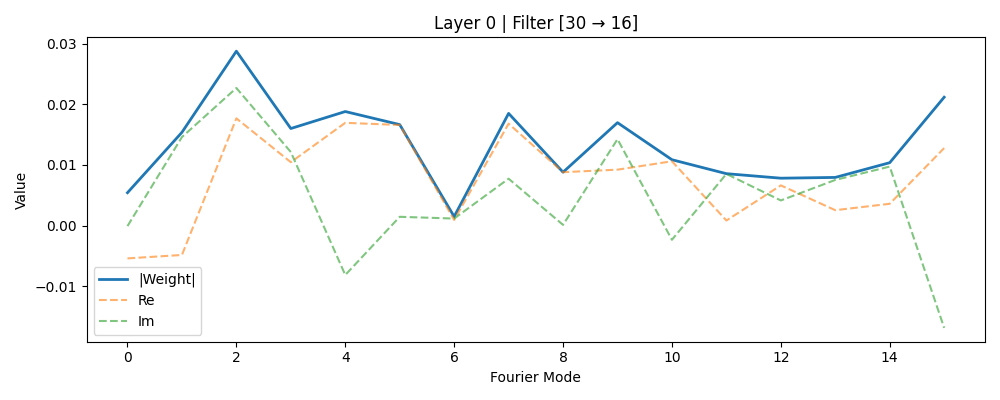 Layer 0 | Filter [30 → 16]
Value
0.03
0.02
0.01
0.00
−0.01
|Weight|
Re
Im
0 2 4 6 8 10 12 14
Fourier Mode